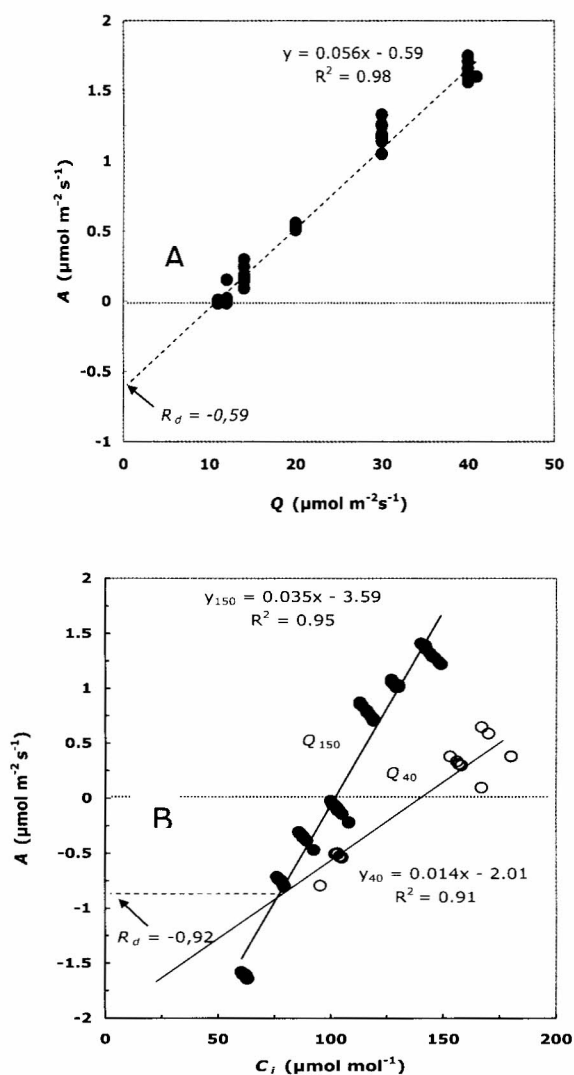 2
1.5
1
0.5
0
-0.5
-1
A (µmol m⁻² s⁻¹)
y = 0.056x - 0.59
R² = 0.98
A
R_d = -0,59
0 10 20 30 40 50
Q (µmol m⁻²s⁻¹)
2
1.5
1
0.5
0
-0.5
-1
-1.5
-2
A (µmol m⁻² s⁻¹)
y₁₅₀ = 0.035x - 3.59
R² = 0.95
Q₁₅₀
Q₄₀
B
y₄₀ = 0.014x - 2.01
R² = 0.91
R_d = -0,92
0 50 100 150 200
C_i (µmol mol⁻¹)